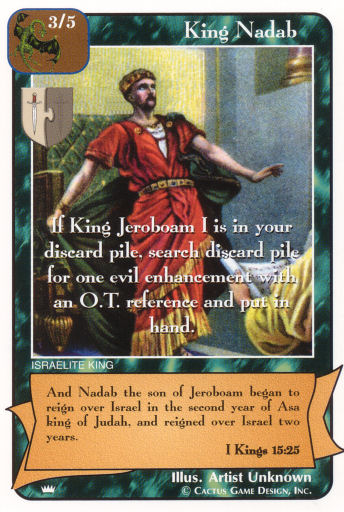 3/5
King Nadab
If King Jeroboam I is in your
discard pile, search discard pile
for one evil enhancement with
an O.T. reference and put in
hand.
ISRAELITE KING
And Nadab the son of Jeroboam began to
reign over Israel in the second year of Asa
king of Judah, and reigned over Israel two
years.
I Kings 15:25
Illus. Artist Unknown
© CACTUS GAME DESIGN, INC.